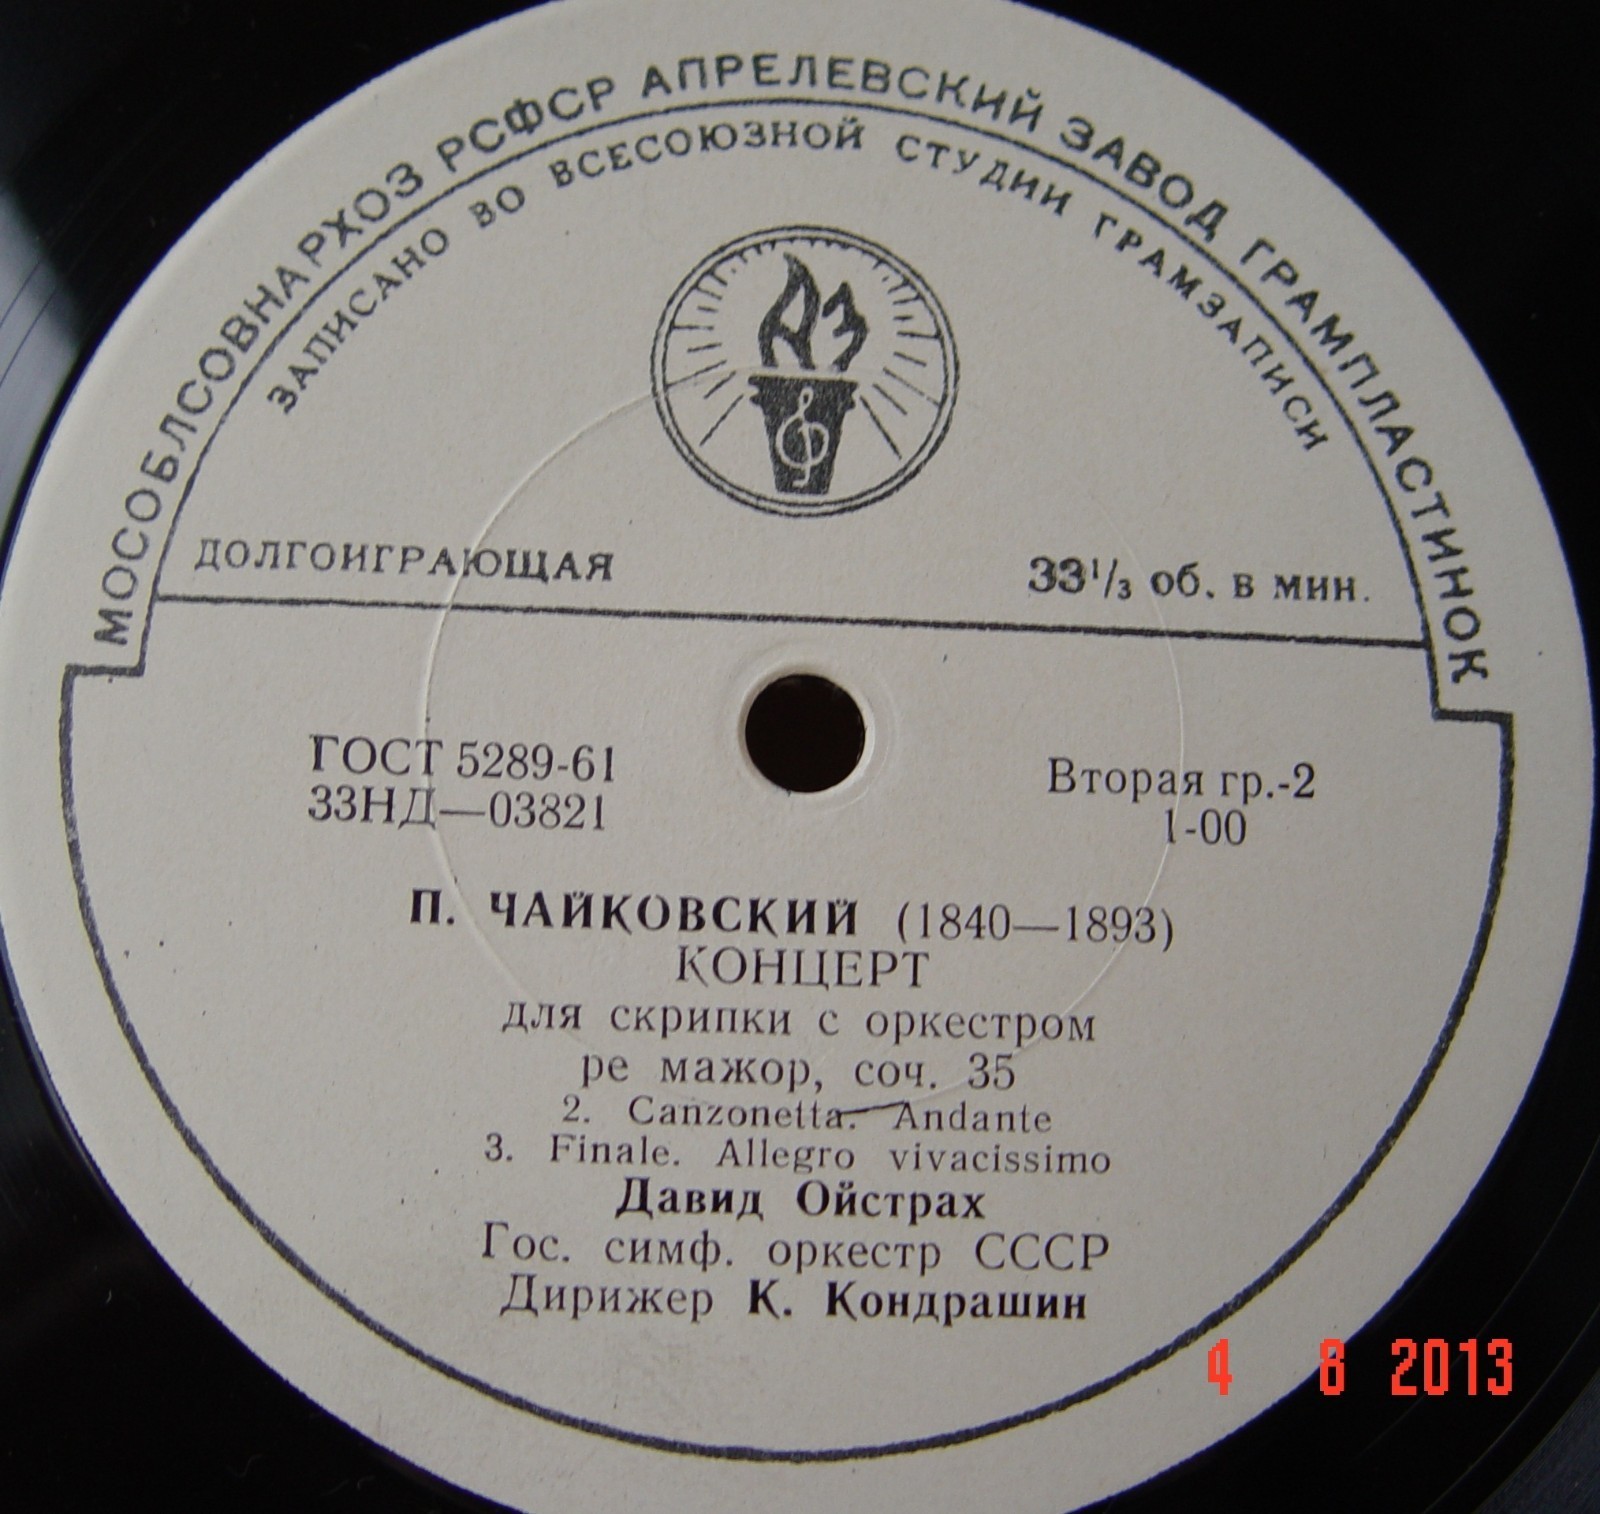 МОСОБЛСОВНАРХОЗ РСФСР АПРЕЛЕВСКИЙ ЗАВОД ГРАМПЛАСТИНОК
ЗАПИСАНО ВО ВСЕСОЮЗНОЙ СТУДИИ ГРАМЗАПИСИ
АЗ
ДОЛГОИГРАЮЩАЯ
33⅓ об. в мин.
ГОСТ 5289-61
33НД—03821
Вторая гр.-2
1-00
П. ЧАЙКОВСКИЙ (1840—1893)
КОНЦЕРТ
для скрипки с оркестром
ре мажор, соч. 35
2. Canzonetta. Andante
3. Finale. Allegro vivacissimo
Давид Ойстрах
Гос. симф. оркестр СССР
Дирижер К. Кондрашин
4 6 2013